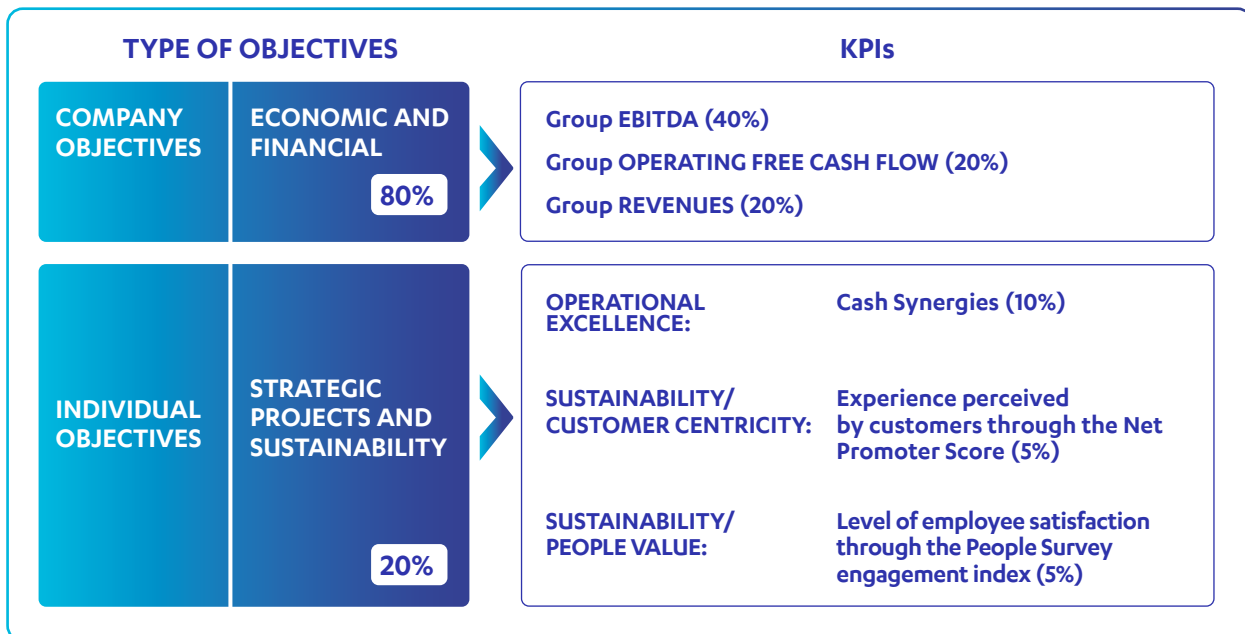 TYPE OF OBJECTIVES
KPIs
COMPANY
OBJECTIVES
ECONOMIC AND
FINANCIAL
80%
Group EBITDA (40%)
Group OPERATING FREE CASH FLOW (20%)
Group REVENUES (20%)
INDIVIDUAL
OBJECTIVES
STRATEGIC
PROJECTS AND
SUSTAINABILITY
20%
OPERATIONAL
EXCELLENCE:
Cash Synergies (10%)
SUSTAINABILITY/
CUSTOMER CENTRICITY:
Experience perceived
by customers through the Net
Promoter Score (5%)
SUSTAINABILITY/
PEOPLE VALUE:
Level of employee satisfaction
through the People Survey
engagement index (5%)